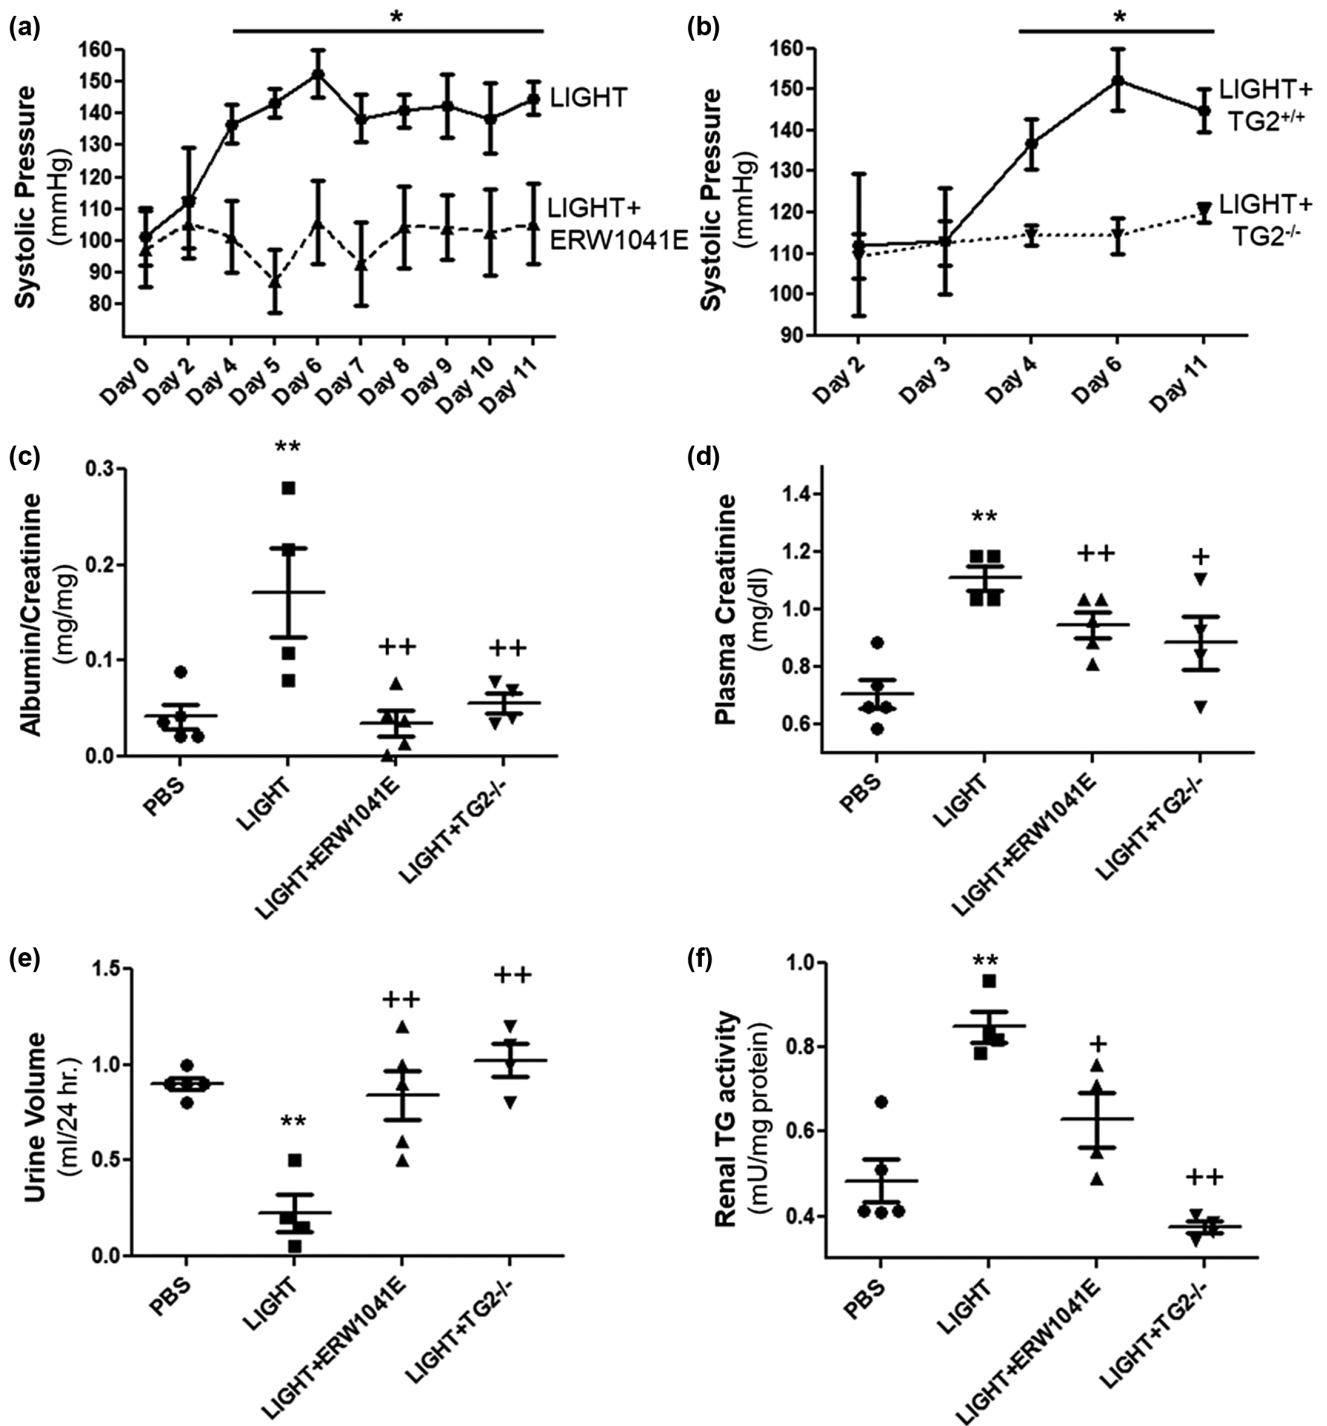 (a)
*
Systolic Pressure
(mmHg)
160
150
140
130
120
110
100
90
80
LIGHT
LIGHT+
ERW1041E
Day 0
Day 2
Day 4
Day 5
Day 6
Day 7
Day 8
Day 9
Day 10
Day 11
(b)
*
Systolic Pressure
(mmHg)
160
150
140
130
120
110
100
90
LIGHT+
TG2+/+
LIGHT+
TG2-/-
Day 2
Day 3
Day 4
Day 6
Day 11
(c)
Albumin/Creatinine
(mg/mg)
0.3
0.2
0.1
0.0
**
++
++
PBS
LIGHT
LIGHT+ERW1041E
LIGHT+TG2-/-
(d)
Plasma Creatinine
(mg/dl)
1.4
1.2
1.0
0.8
0.6
**
++
+
PBS
LIGHT
LIGHT+ERW1041E
LIGHT+TG2-/-
(e)
Urine Volume
(ml/24 hr.)
1.5
1.0
0.5
0.0
**
++
++
PBS
LIGHT
LIGHT+ERW1041E
LIGHT+TG2-/-
(f)
Renal TG activity
(mU/mg protein)
1.0
0.8
0.6
0.4
**
+
++
PBS
LIGHT
LIGHT+ERW1041E
LIGHT+TG2-/-